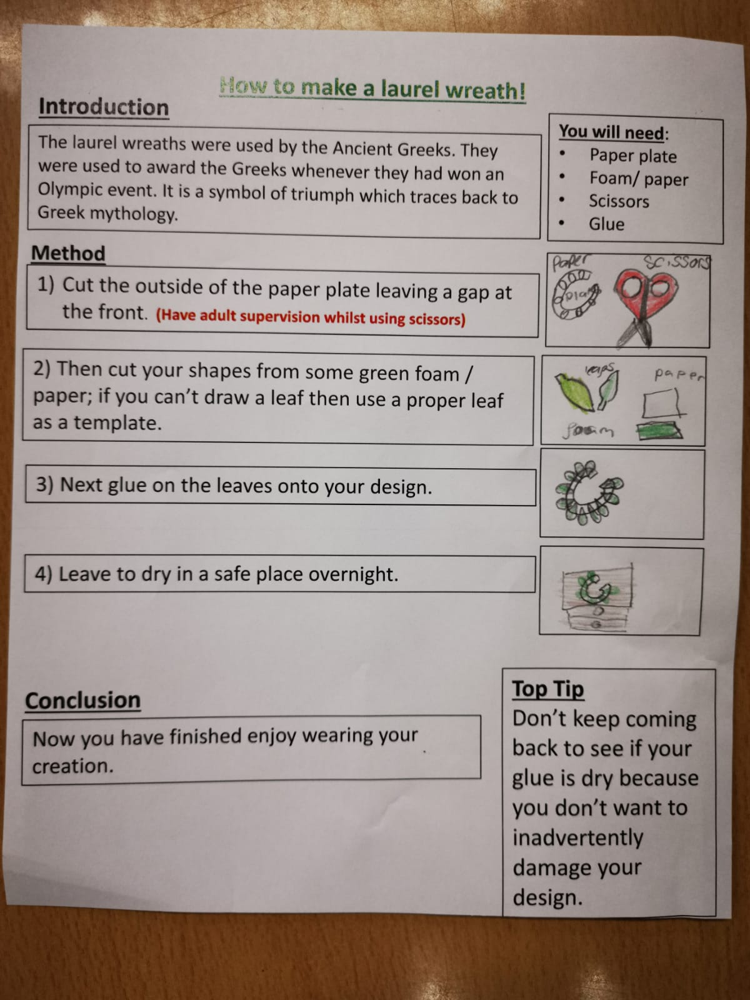 How to make a laurel wreath!
Introduction
The laurel wreaths were used by the Ancient Greeks. They
were used to award the Greeks whenever they had won an
Olympic event. It is a symbol of triumph which traces back to
Greek mythology.
You will need:
• Paper plate
• Foam/ paper
• Scissors
• Glue
Method
1) Cut the outside of the paper plate leaving a gap at
the front. (Have adult supervision whilst using scissors)
paper
scissors
2) Then cut your shapes from some green foam /
paper; if you can't draw a leaf then use a proper leaf
as a template.
paper
foam
3) Next glue on the leaves onto your design.
4) Leave to dry in a safe place overnight.
Conclusion
Now you have finished enjoy wearing your
creation.
Top Tip
Don't keep coming
back to see if your
glue is dry because
you don't want to
inadvertently
damage your
design.